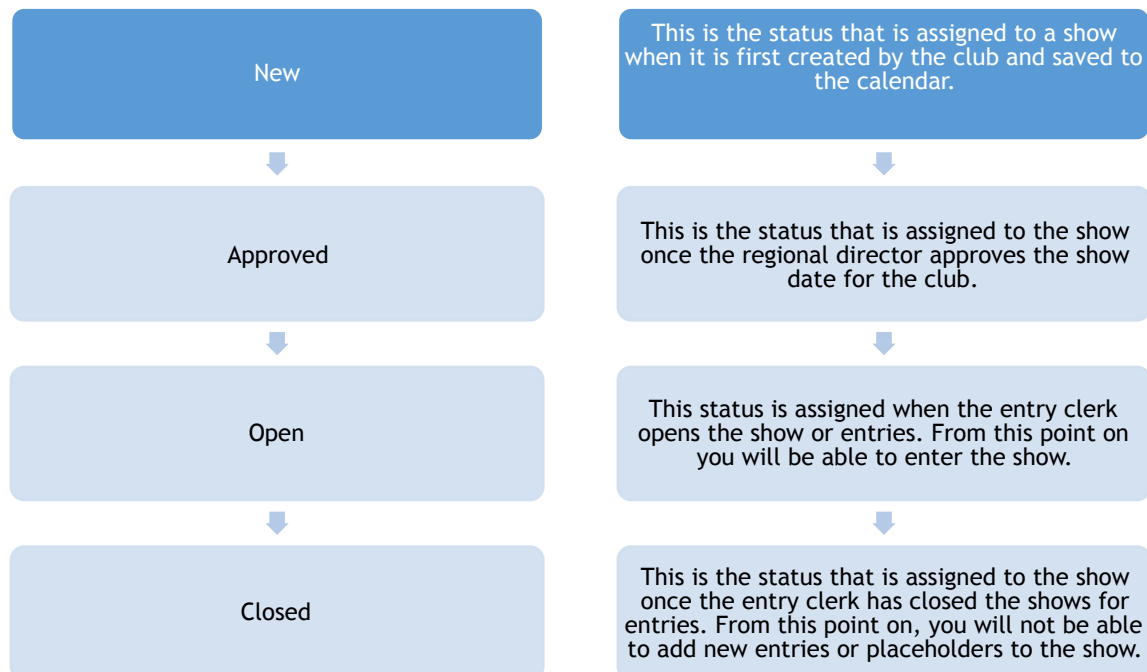 New
This is the status that is assigned to a show
when it is first created by the club and saved to
the calendar.
Approved
This is the status that is assigned to the show
once the regional director approves the show
date for the club.
Open
This status is assigned when the entry clerk
opens the show or entries. From this point on
you will be able to enter the show.
Closed
This is the status that is assigned to the show
once the entry clerk has closed the shows for
entries. From this point on, you will not be able
to add new entries or placeholders to the show.